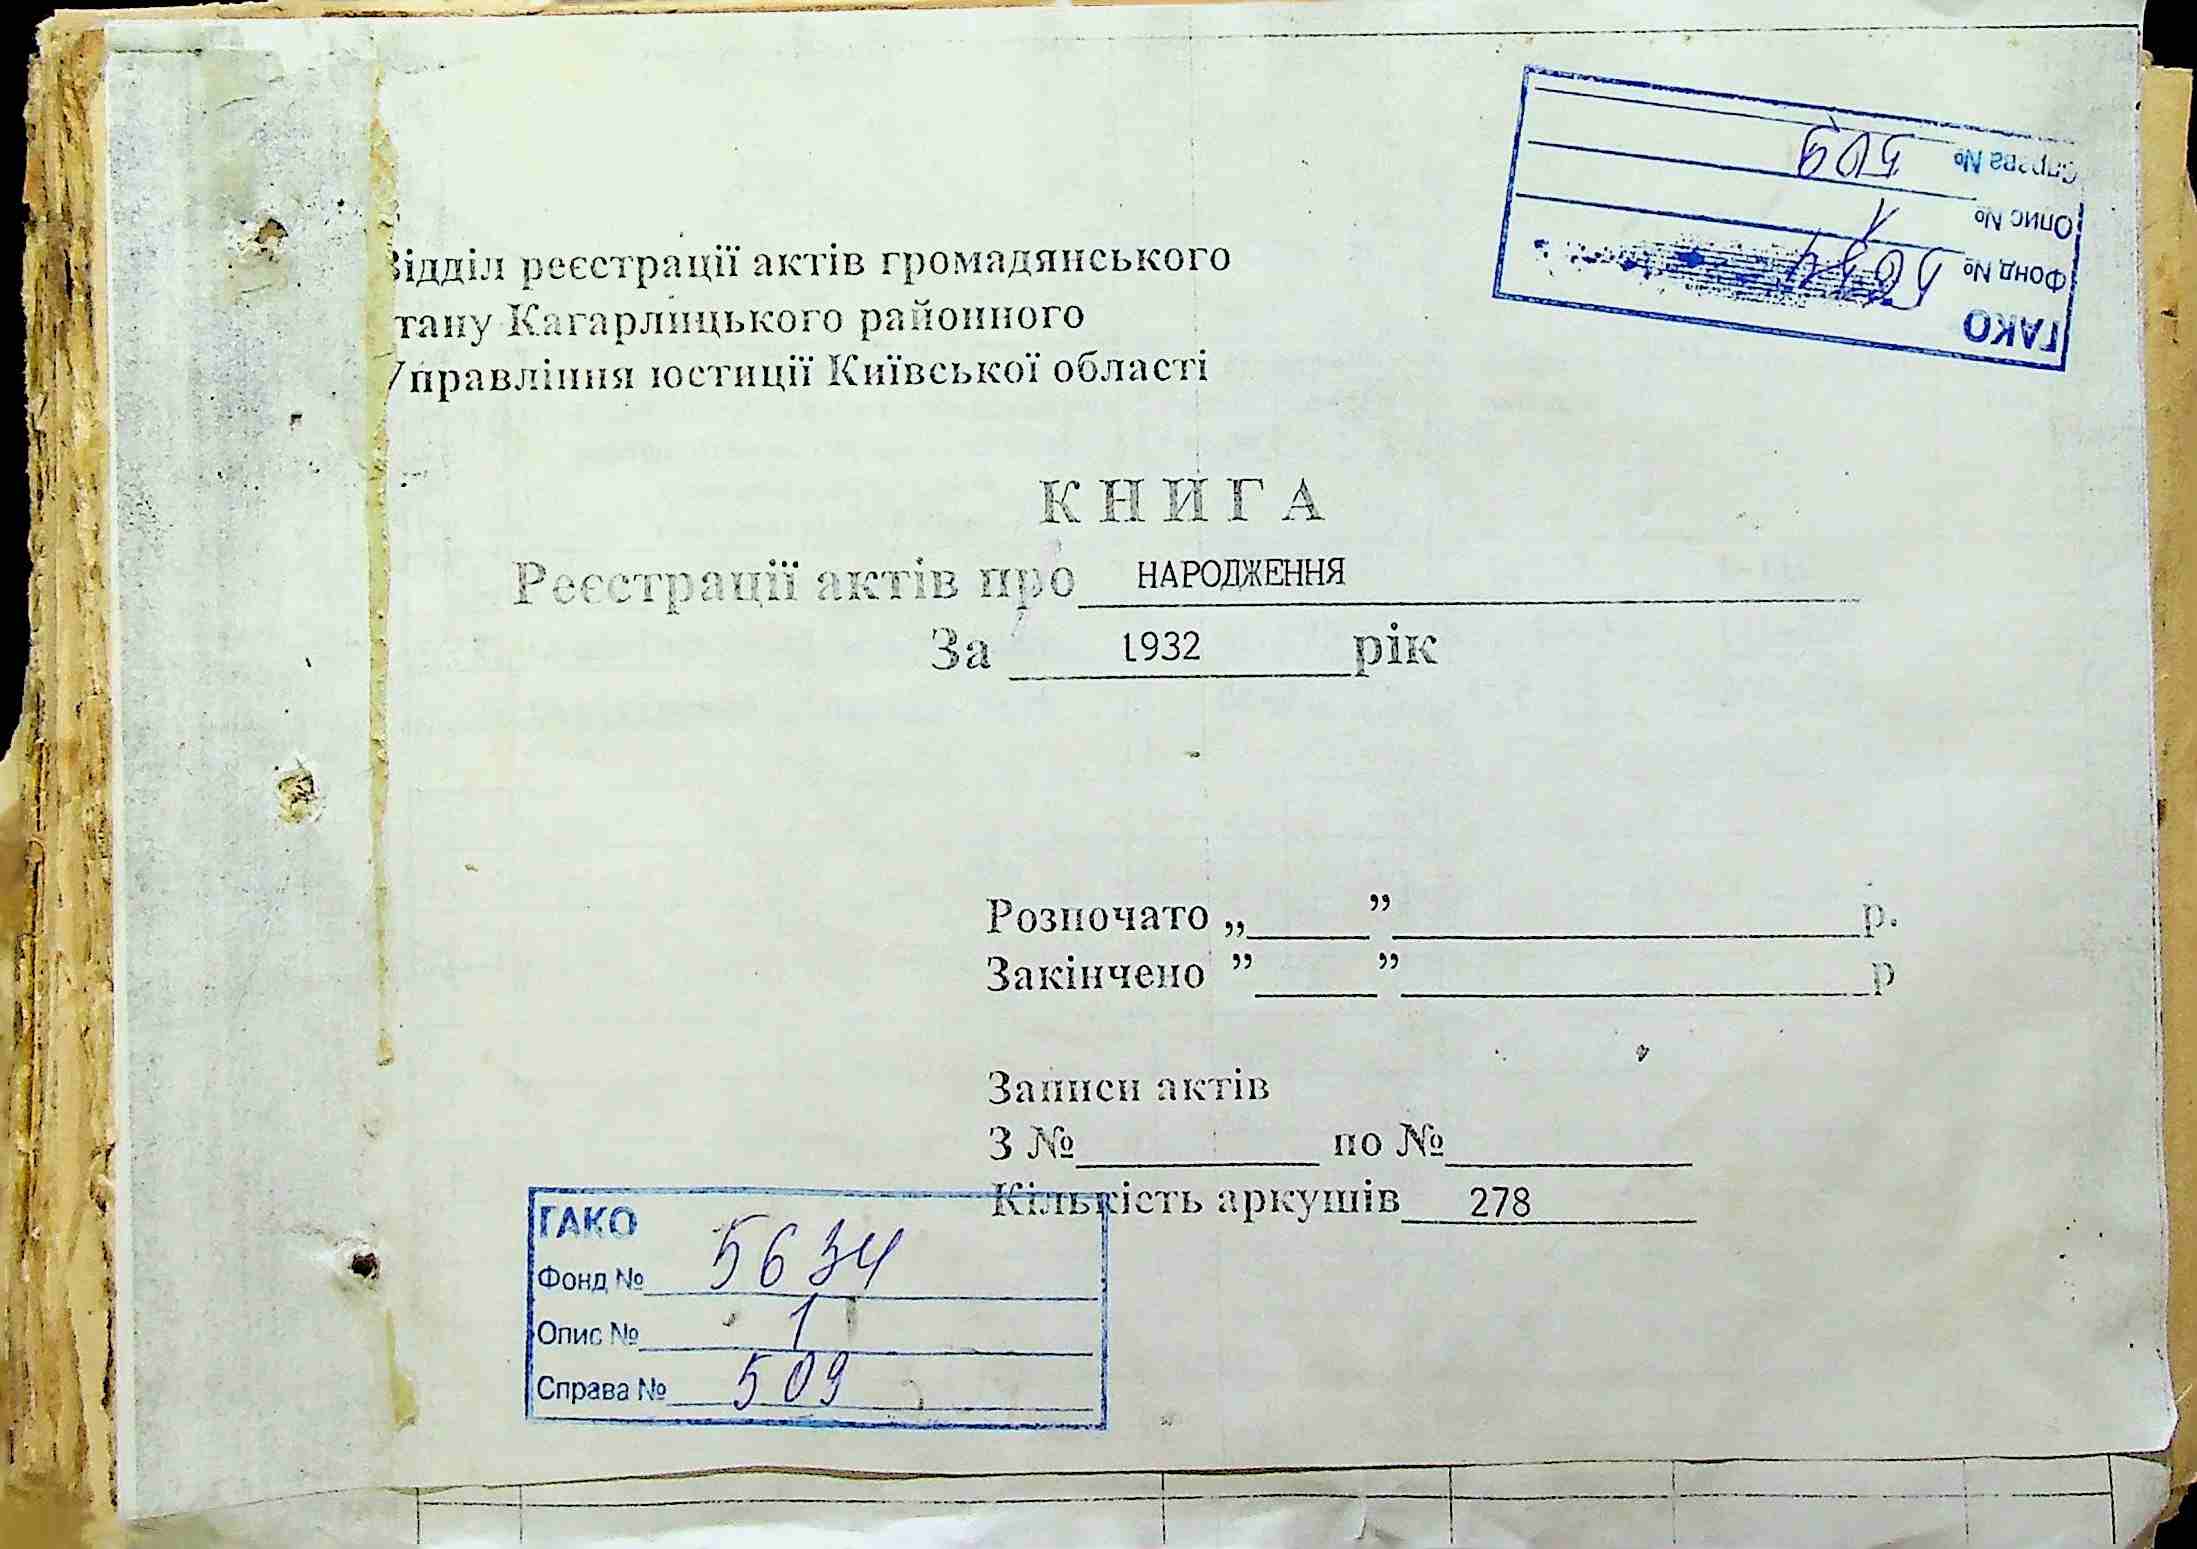 Відділ реєстрації актів громадянського
тану Кагарлицького районного
Управління юстиції Київської області
ГАКО
Фонд № 5634
Опис № 1
Справа № 509
КНИГА
Реєстрації актів про НАРОДЖЕННЯ
За 1932 рік
Розпочато „ ” р.
Закінчено ” ” р
Записи актів
З № по №
Кількість аркушів 278
ГАКО
Фонд № 5634
Опис № 1
Справа № 509